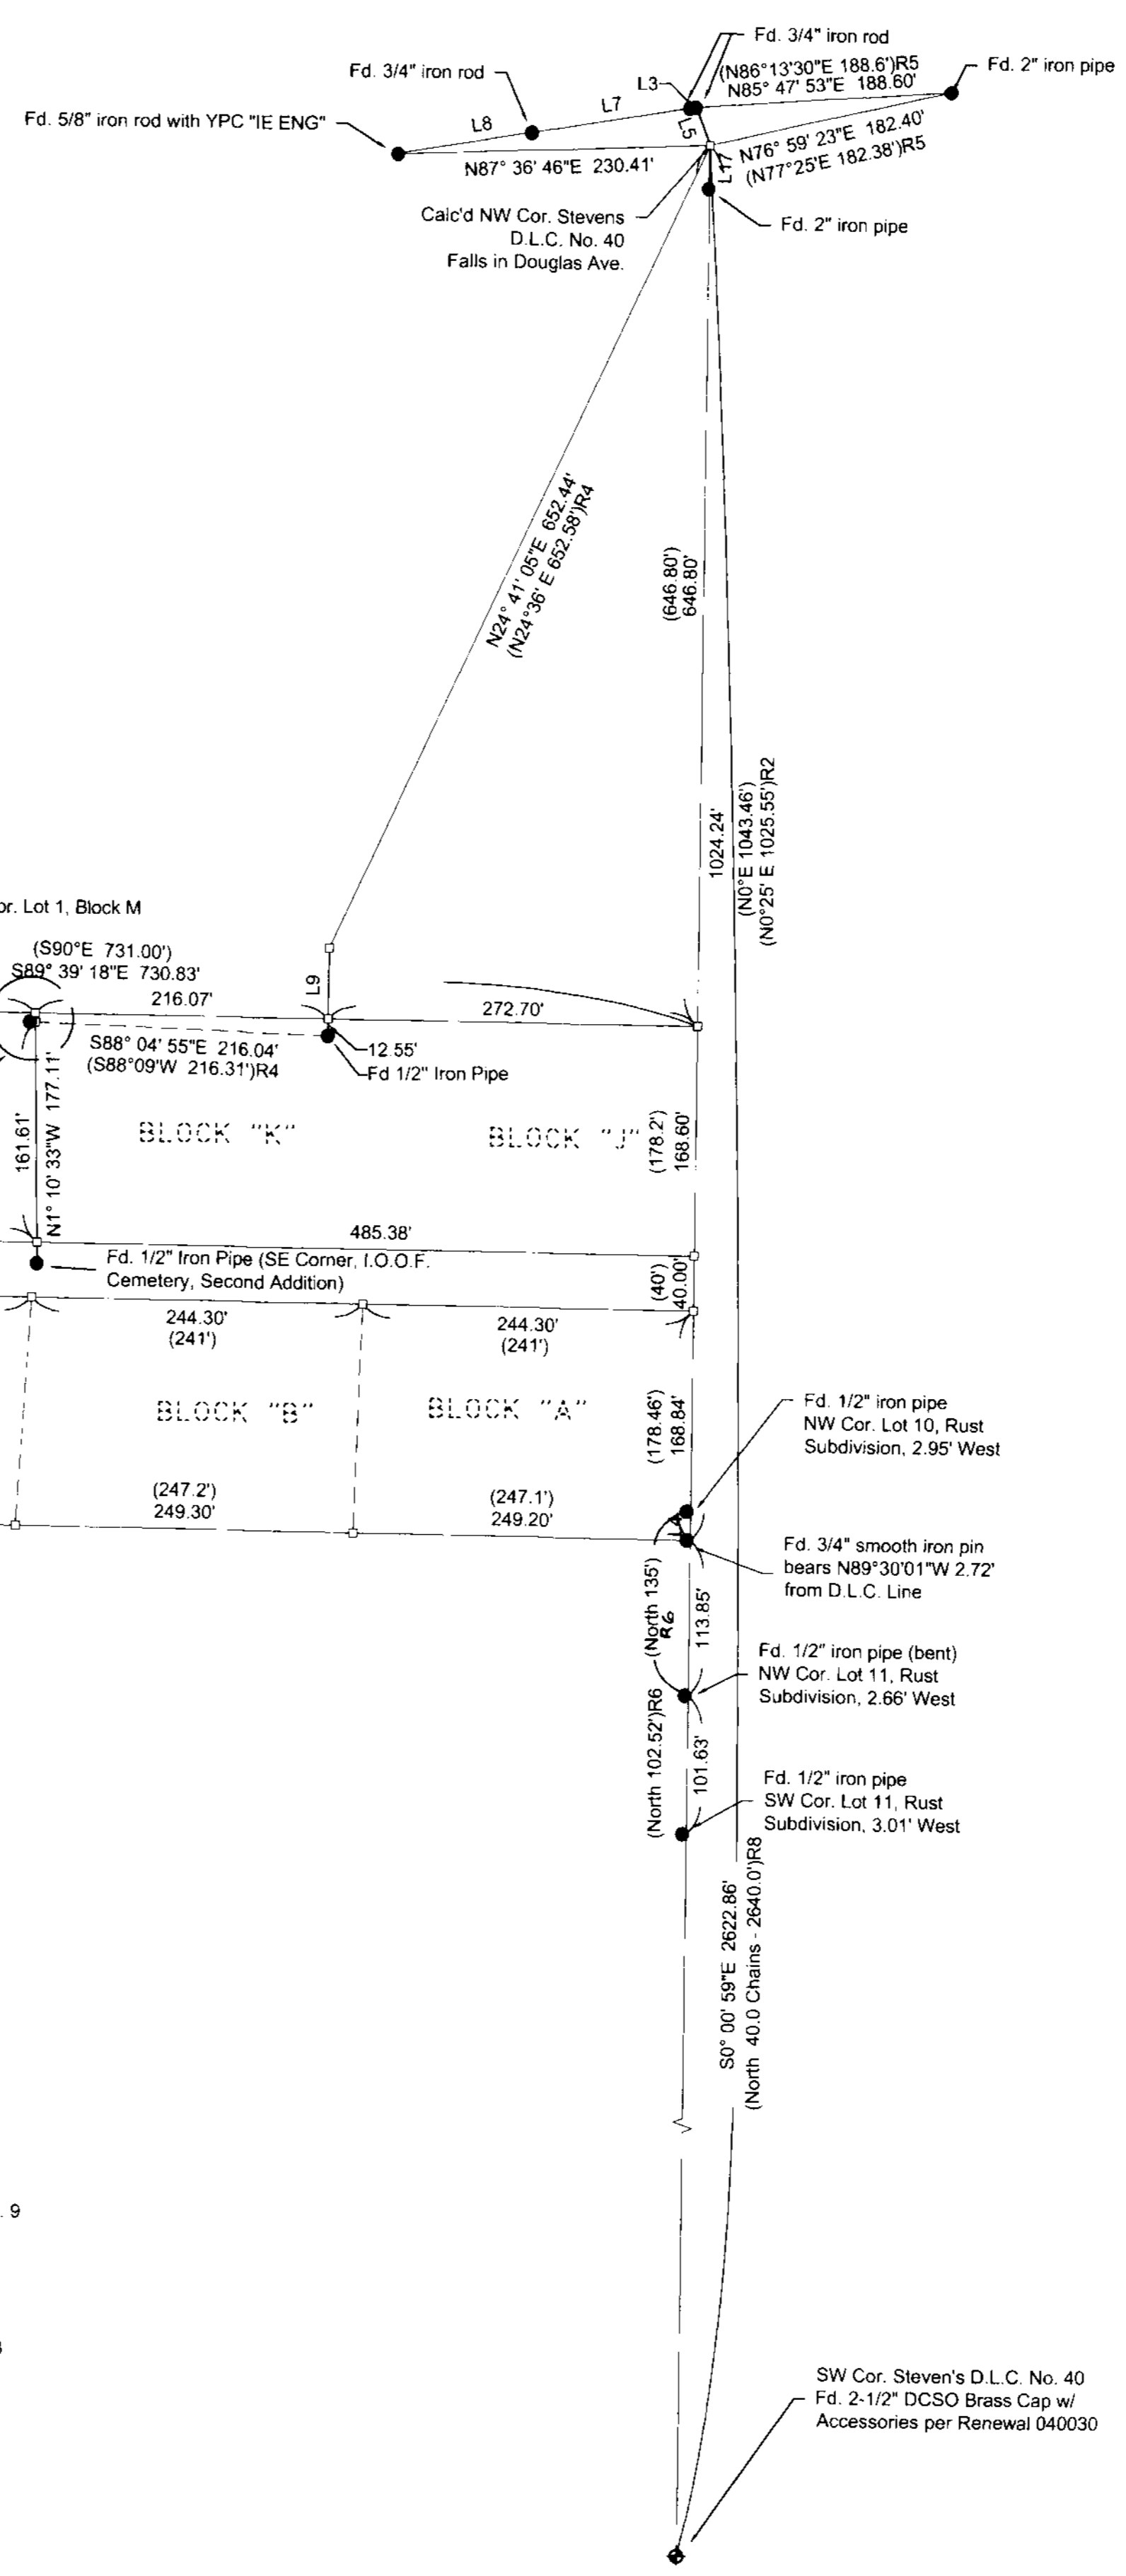 Fd. 3/4" iron rod
(N86°13'30"E 188.6')R5
N85° 47' 53"E 188.60'
Fd. 2" iron pipe
Fd. 3/4" iron rod
L3
L7
L8
L5
Fd. 5/8" iron rod with YPC "IE ENG"
N87° 36' 46"E 230.41'
N76° 59' 23"E 182.40'
(N77°25'E 182.38')R5
L17
Calc'd NW Cor. Stevens
D.L.C. No. 40
Falls in Douglas Ave.
Fd. 2" iron pipe
N24° 41' 05"E 652.44'
(N24°36' E 652.58')R4
(646.80')
646.80'
1024.24'
(N0°E 1043.46')
(N0°25' E 1025.55')R2
or. Lot 1, Block M
(S90°E 731.00')
S89° 39' 18"E 730.83'
216.07'
L9
272.70'
S88° 04' 55"E 216.04'
(S88°09'W 216.31')R4
12.55'
Fd 1/2" Iron Pipe
161.61'
N1° 10' 33"W 177.11'
BLOCK "K"
BLOCK "J"
(178.2')
168.60'
485.38'
Fd. 1/2" Iron Pipe (SE Corner, I.O.O.F.
Cemetery, Second Addition)
(40')
40.00'
244.30'
(241')
244.30'
(241')
BLOCK "B"
BLOCK "A"
(178.46')
168.84'
Fd. 1/2" iron pipe
NW Cor. Lot 10, Rust
Subdivision, 2.95' West
(247.2')
249.30'
(247.1')
249.20'
Fd. 3/4" smooth iron pin
bears N89°30'01"W 2.72'
from D.L.C. Line
(North 135')
R6
113.85'
Fd. 1/2" iron pipe (bent)
NW Cor. Lot 11, Rust
Subdivision, 2.66' West
(North 102.52')R6
101.63'
Fd. 1/2" iron pipe
SW Cor. Lot 11, Rust
Subdivision, 3.01' West
S0° 00' 59"E 2622.86'
(North 40.0 Chains - 2640.0')R8
. 9
SW Cor. Steven's D.L.C. No. 40
Fd. 2-1/2" DCSO Brass Cap w/
Accessories per Renewal 040030